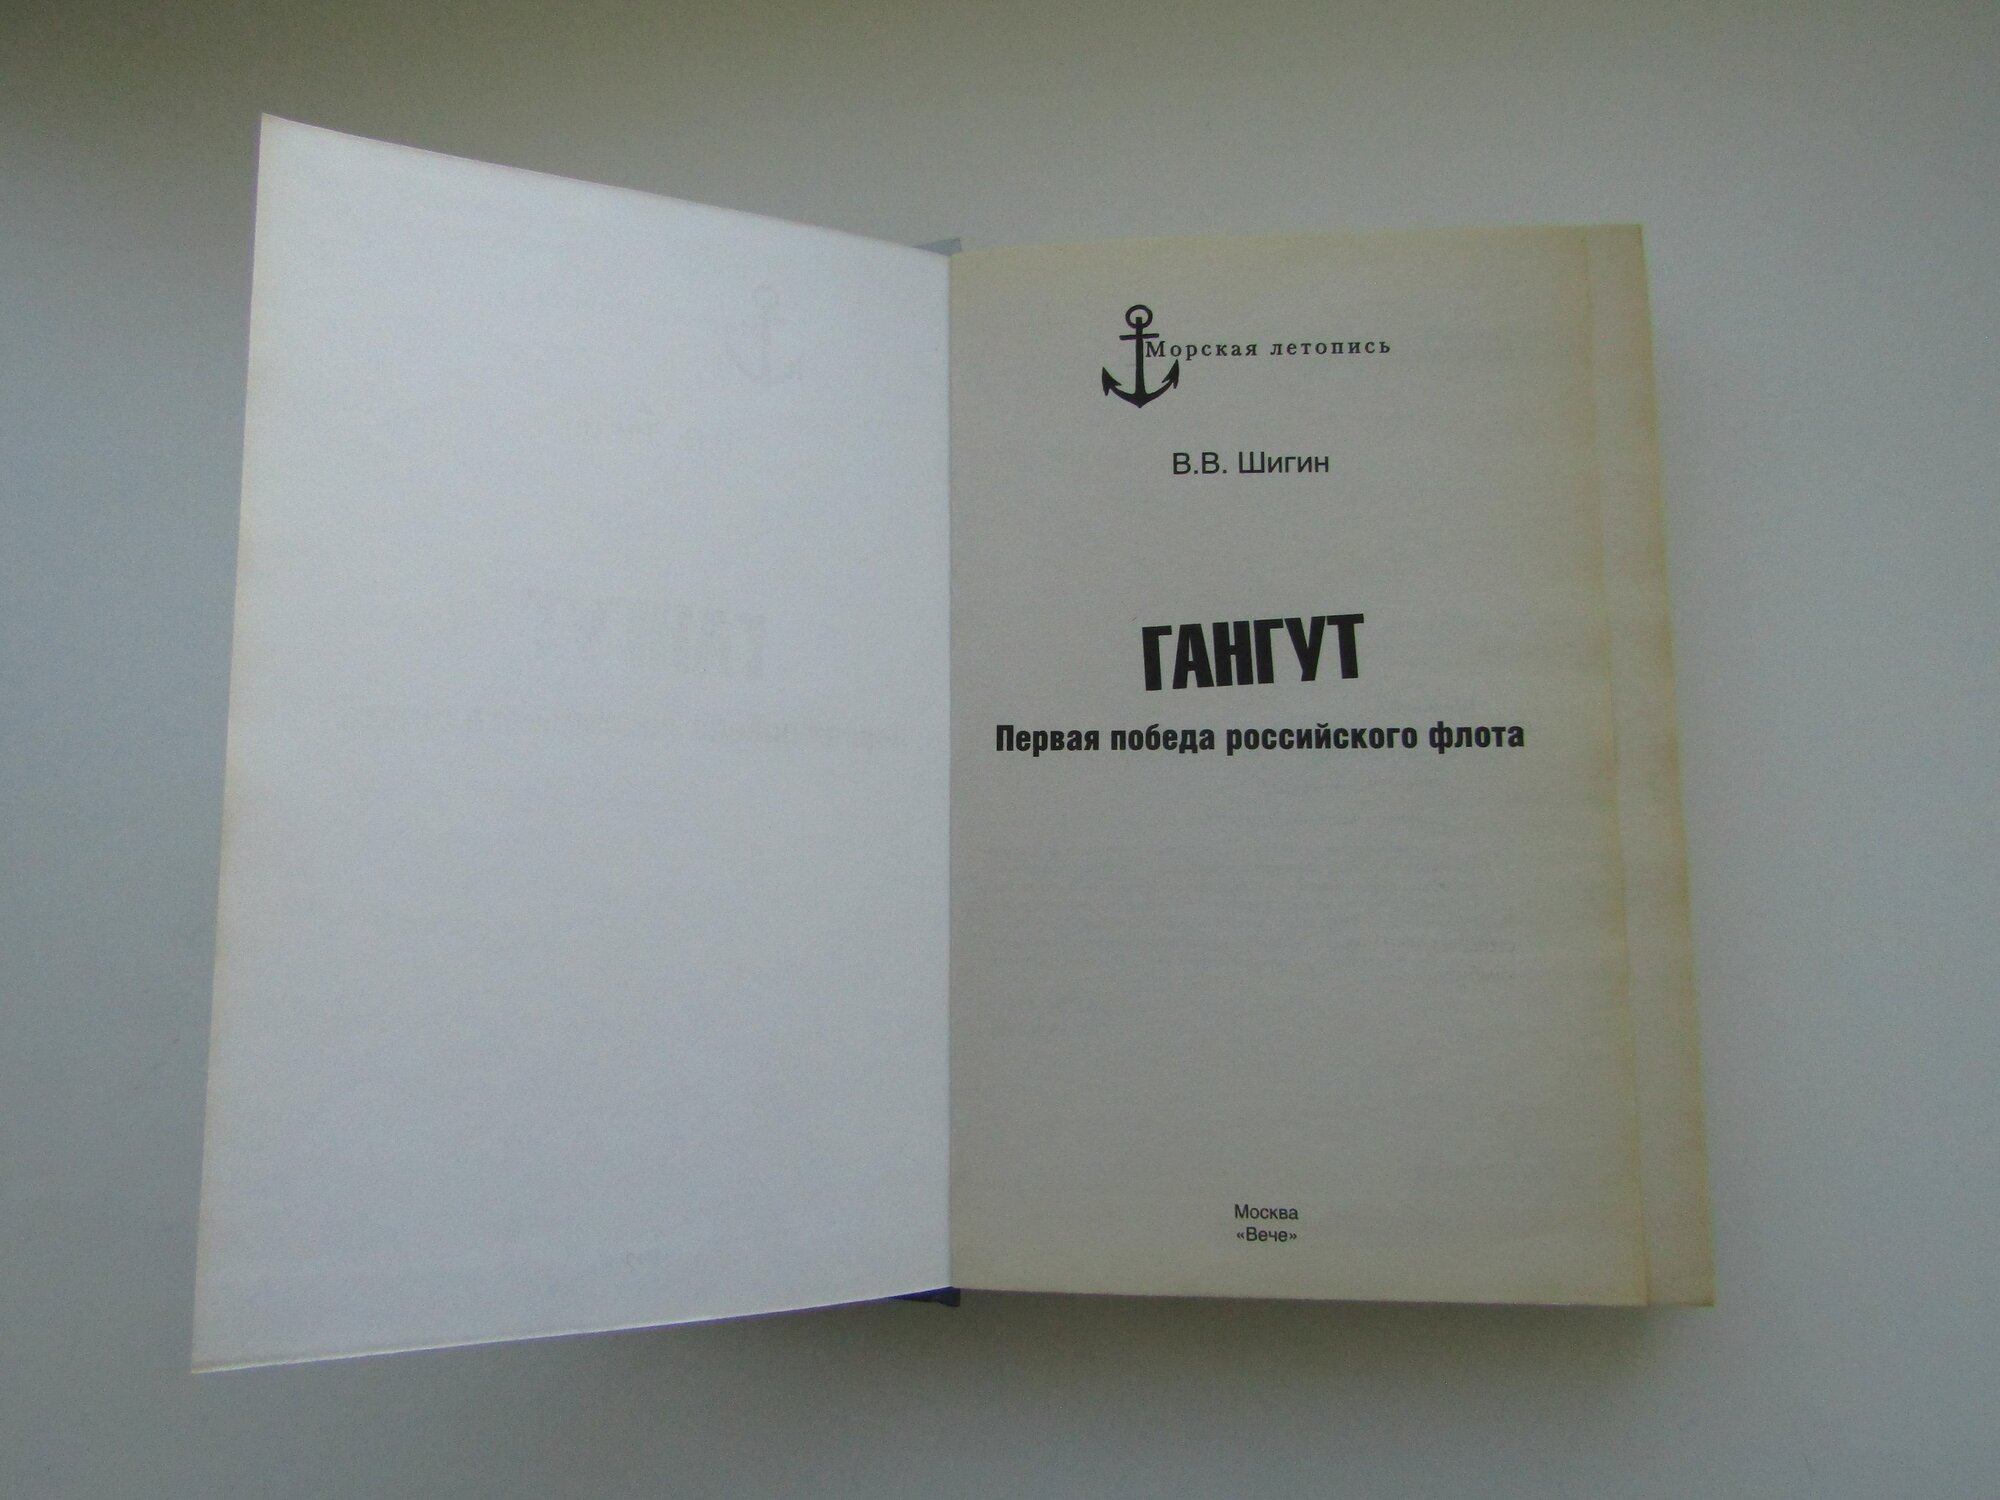 Морская летопись
В.В. Шигин
ГАНГУТ
Первая победа российского флота
Москва
«Вече»